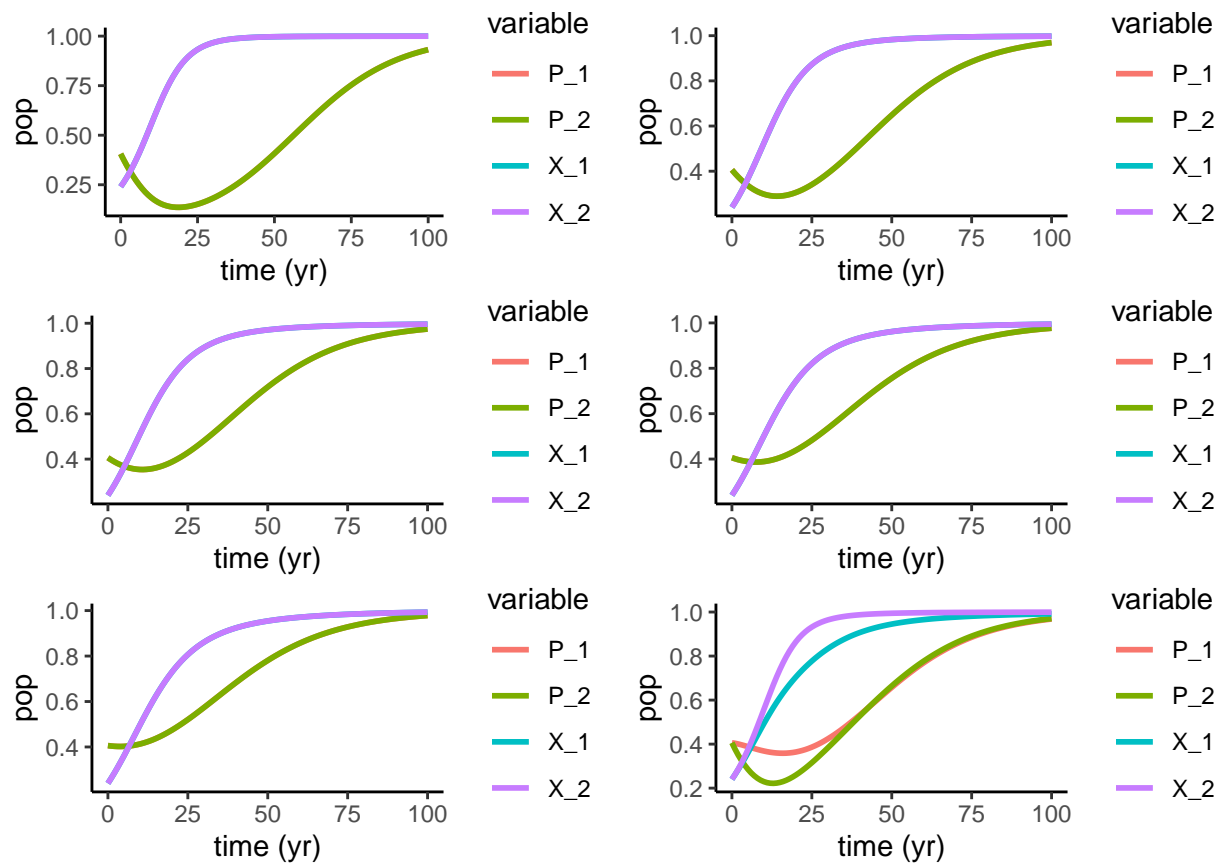 variable
1.00
0.75
0.50
0.25
pop
P_1
P_2
X_1
X_2
0 25 50 75 100
time (yr)
variable
1.0
0.8
0.6
0.4
pop
P_1
P_2
X_1
X_2
0 25 50 75 100
time (yr)
variable
1.0
0.8
0.6
0.4
pop
P_1
P_2
X_1
X_2
0 25 50 75 100
time (yr)
variable
1.0
0.8
0.6
0.4
pop
P_1
P_2
X_1
X_2
0 25 50 75 100
time (yr)
variable
1.0
0.8
0.6
0.4
pop
P_1
P_2
X_1
X_2
0 25 50 75 100
time (yr)
variable
1.0
0.8
0.6
0.4
0.2
pop
P_1
P_2
X_1
X_2
0 25 50 75 100
time (yr)